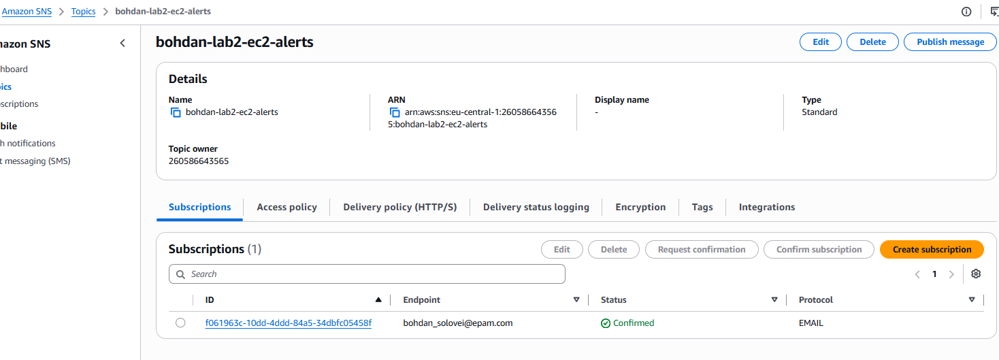 Amazon SNS > Topics > bohdan-lab2-ec2-alerts
mazon SNS
hboard
ics
scriptions
bile
h notifications
t messaging (SMS)
bohdan-lab2-ec2-alerts
Edit Delete Publish message
Details
Name
bohdan-lab2-ec2-alerts
ARN
arn:aws:sns:eu-central-1:26058664356
5:bohdan-lab2-ec2-alerts
Display name
-
Type
Standard
Topic owner
260586643565
Subscriptions Access policy Delivery policy (HTTP/S) Delivery status logging Encryption Tags Integrations
Subscriptions (1)
Edit Delete Request confirmation Confirm subscription Create subscription
Search
1
ID Endpoint Status Protocol
f061963c-10dd-4ddd-84a5-34dbfc05458f bohdan_solovei@epam.com Confirmed EMAIL